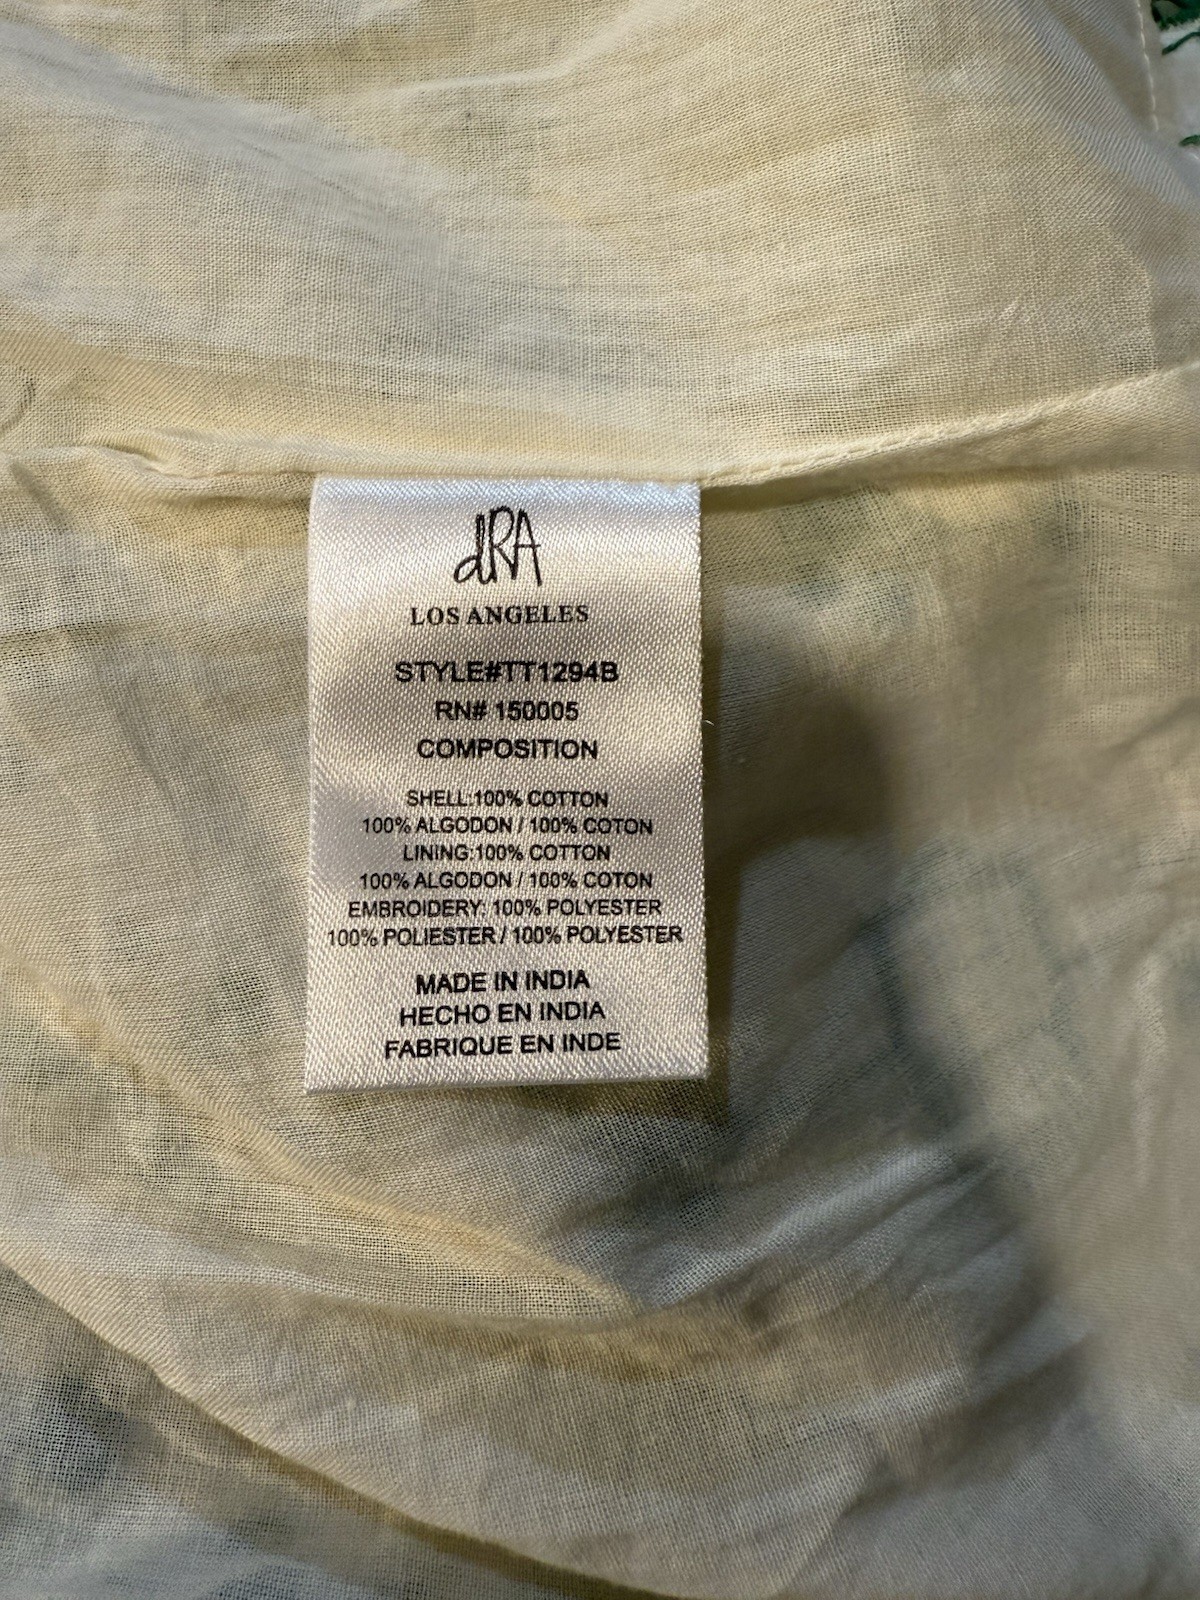 dRA
LOS ANGELES
STYLE#TT1294B
RN# 150005
COMPOSITION
SHELL:100% COTTON
100% ALGODON / 100% COTON
LINING:100% COTTON
100% ALGODON / 100% COTON
EMBROIDERY: 100% POLYESTER
100% POLIESTER / 100% POLYESTER
MADE IN INDIA
HECHO EN INDIA
FABRIQUE EN INDE